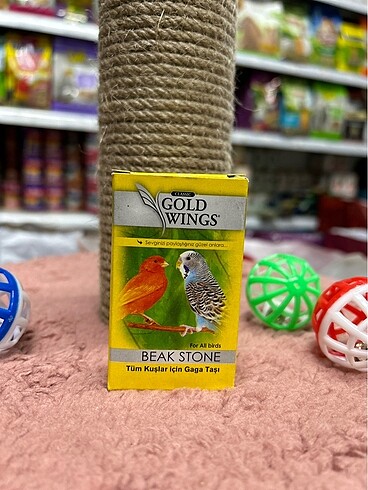 CLASSIC
GOLD
WINGS®
Sevginizi paylaştığınız güzel anlara...
For All birds
BEAK STONE
Tüm Kuşlar için Gaga Taşı